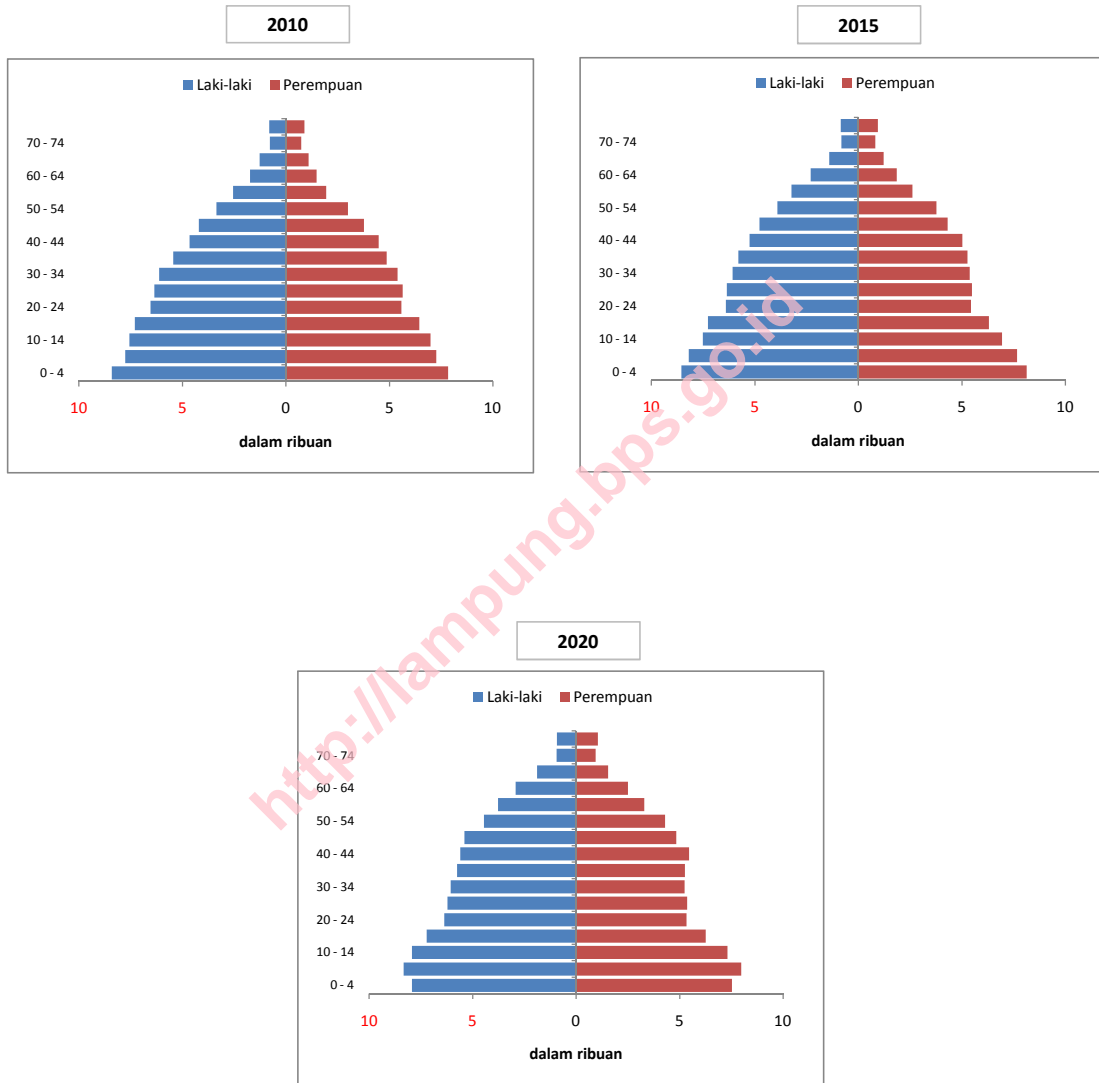 2010
Laki-laki Perempuan
70 - 74
60 - 64
50 - 54
40 - 44
30 - 34
20 - 24
10 - 14
0 - 4
10 5 0 5 10
dalam ribuan
2015
Laki-laki Perempuan
70 - 74
60 - 64
50 - 54
40 - 44
30 - 34
20 - 24
10 - 14
0 - 4
10 5 0 5 10
dalam ribuan
2020
Laki-laki Perempuan
70 - 74
60 - 64
50 - 54
40 - 44
30 - 34
20 - 24
10 - 14
0 - 4
10 5 0 5 10
dalam ribuan
http://lampung.bps.go.id